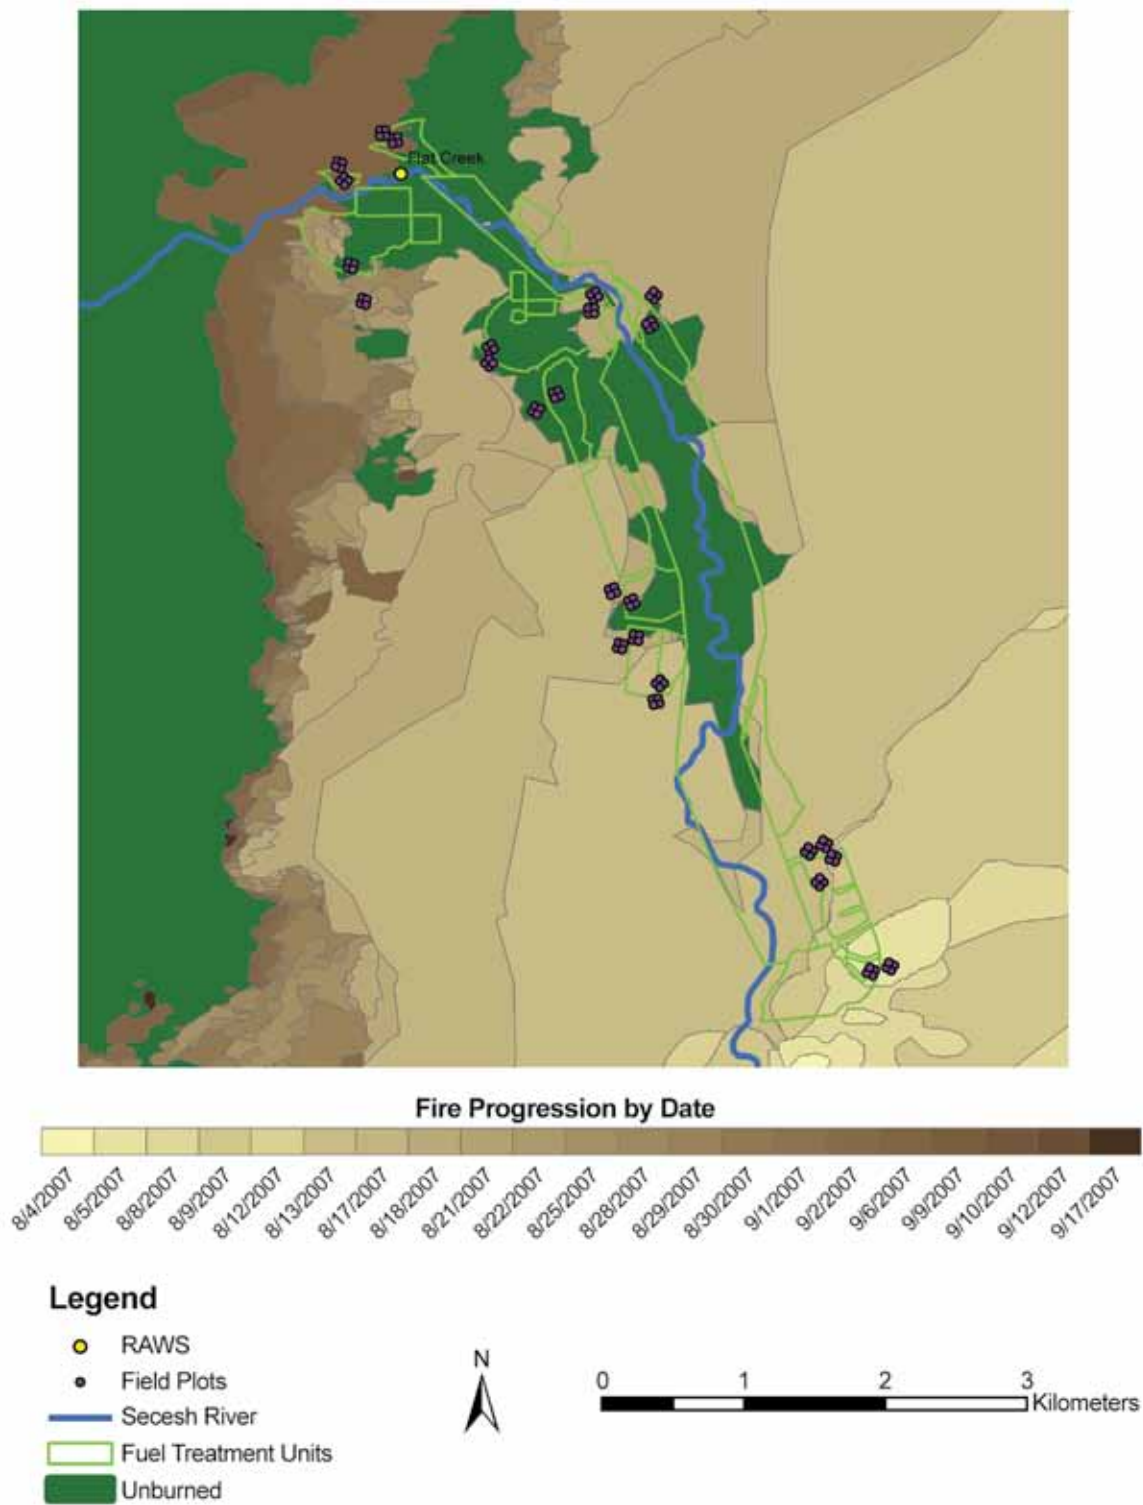 Flat Creek
Fire Progression by Date
8/4/2007
8/5/2007
8/8/2007
8/9/2007
8/12/2007
8/13/2007
8/17/2007
8/18/2007
8/21/2007
8/22/2007
8/25/2007
8/28/2007
8/29/2007
8/30/2007
9/1/2007
9/2/2007
9/6/2007
9/9/2007
9/10/2007
9/12/2007
9/17/2007
Legend
RAWS
Field Plots
Secesh River
Fuel Treatment Units
Unburned
N
0 1 2 3
Kilometers